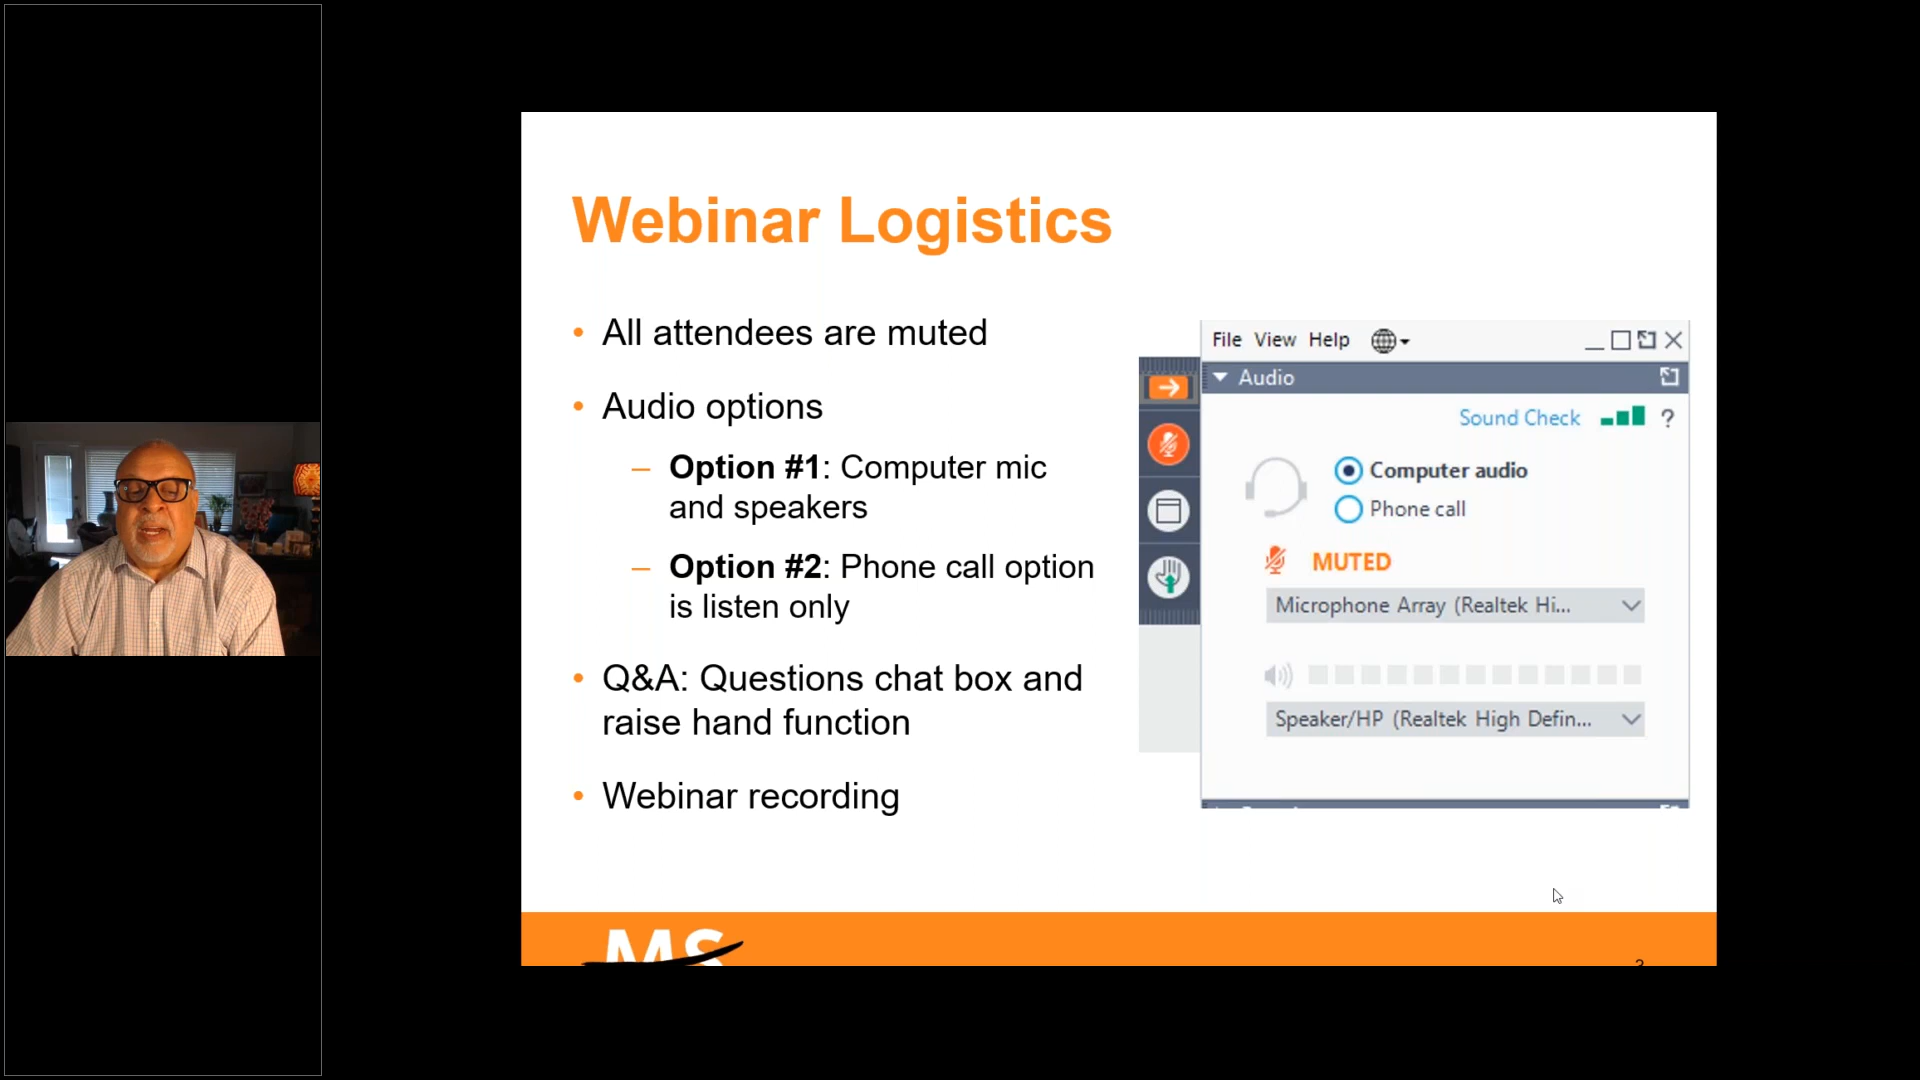 Webinar Logistics
• All attendees are muted
• Audio options
– Option #1: Computer mic
and speakers
– Option #2: Phone call option
is listen only
• Q&A: Questions chat box and
raise hand function
• Webinar recording
File View Help
Audio
Sound Check ?
Computer audio
Phone call
MUTED
Microphone Array (Realtek Hi...
Speaker/HP (Realtek High Defin...
MS